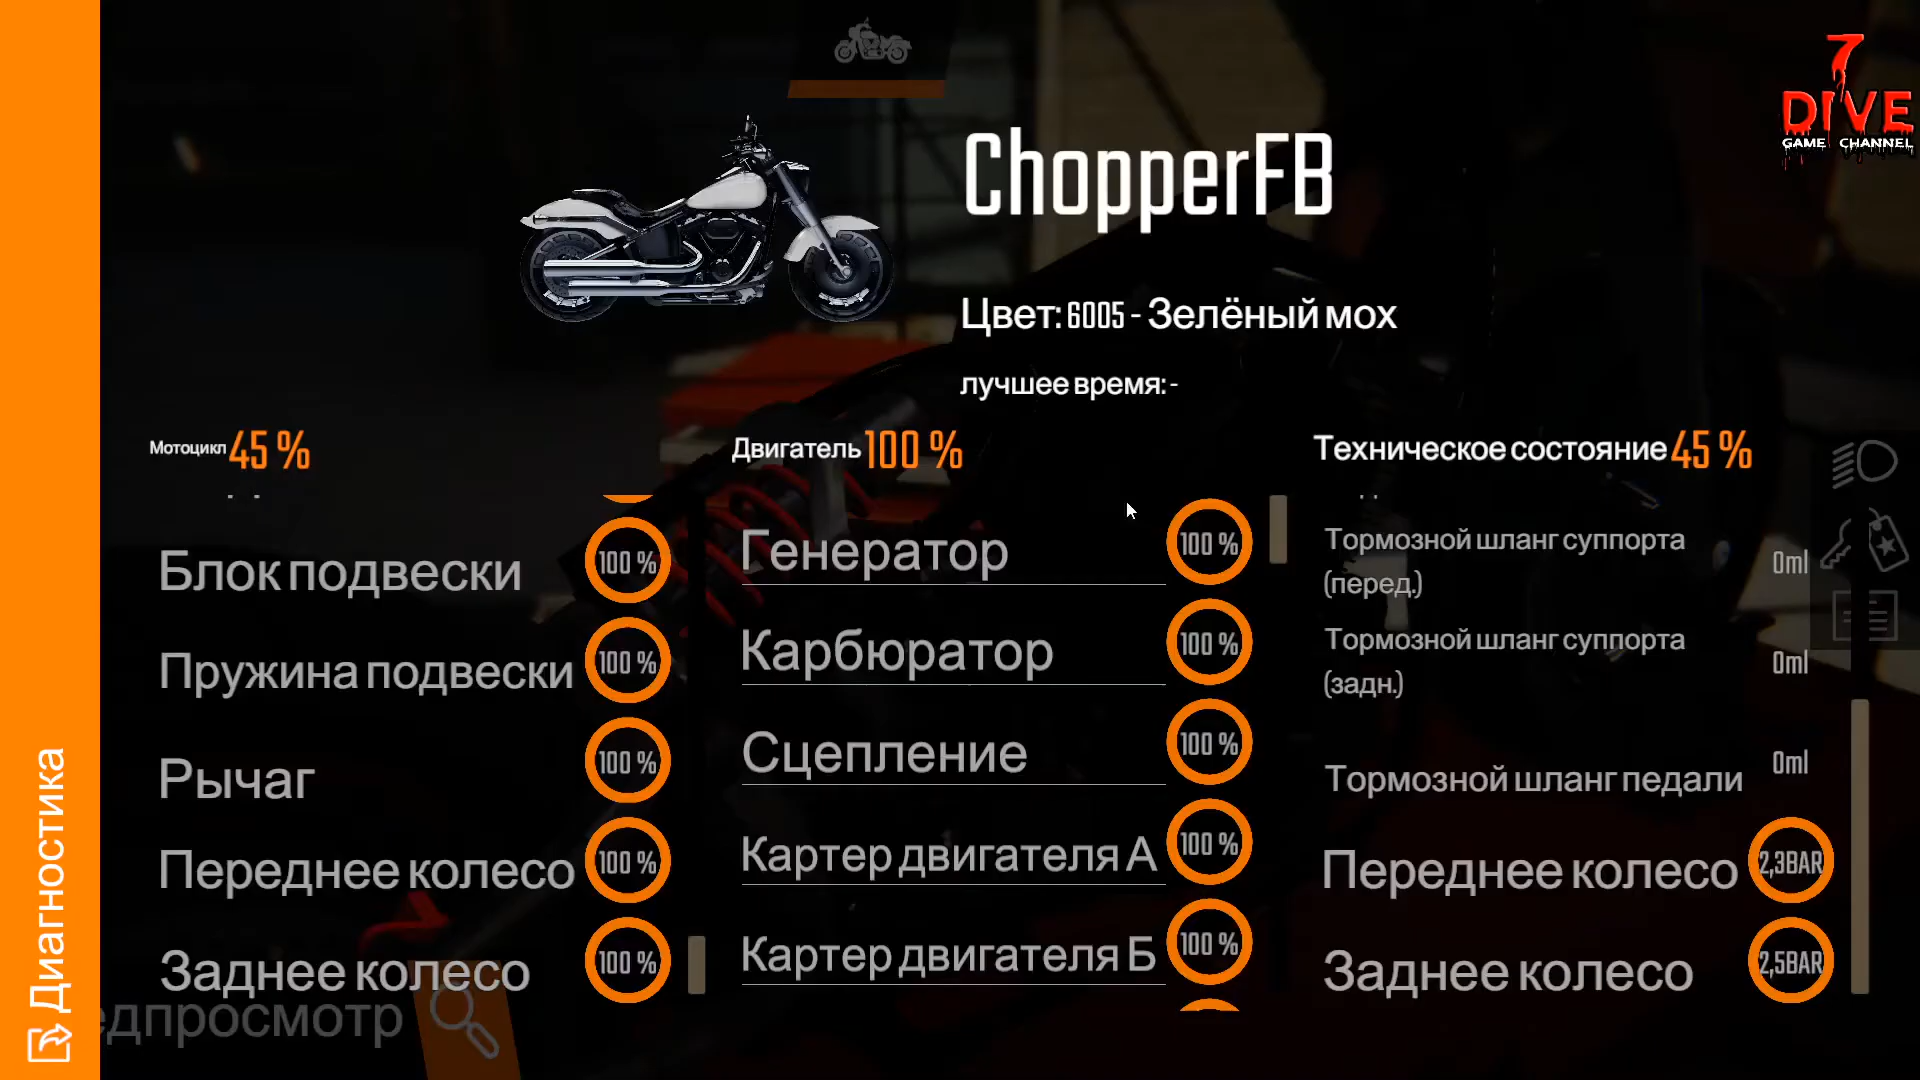 7
DIVE
GAME CHANNEL
ChopperFB
Цвет: 6005 - Зелёный мох
лучшее время: -
Мотоцикл 45 %
Блок подвески 100 %
Пружина подвески 100 %
Рычаг 100 %
Переднее колесо 100 %
Заднее колесо 100 %
Двигатель 100 %
Генератор 100 %
Карбюратор 100 %
Сцепление 100 %
Картер двигателя А 100 %
Картер двигателя Б 100 %
Техническое состояние 45 %
Тормозной шланг суппорта
(перед.) 0ml
Тормозной шланг суппорта
(задн.) 0ml
Тормозной шланг педали 0ml
Переднее колесо 2,3BAR
Заднее колесо 2,5BAR
Диагностика